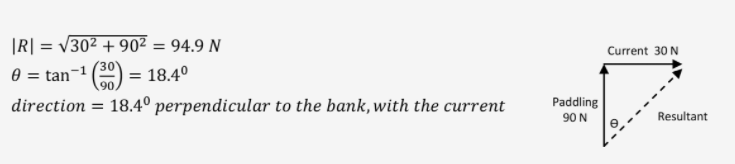 |R| = √30² + 90² = 94.9 N
θ = tan⁻¹ (30/90) = 18.4⁰
direction = 18.4⁰ perpendicular to the bank, with the current
Current 30 N
Paddling
90 N
θ
Resultant